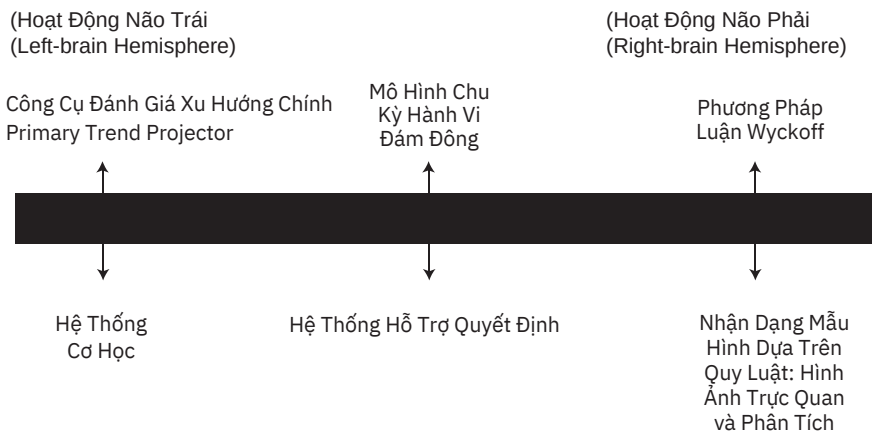 (Hoạt Động Não Trái
(Left-brain Hemisphere)
(Hoạt Động Não Phải
(Right-brain Hemisphere)
Công Cụ Đánh Giá Xu Hướng Chính
Primary Trend Projector
Mô Hình Chu
Kỳ Hành Vi
Đám Đông
Phương Pháp
Luận Wyckoff
Hệ Thống
Cơ Học
Hệ Thống Hỗ Trợ Quyết Định
Nhận Dạng Mẫu
Hình Dựa Trên
Quy Luật: Hình
Ảnh Trực Quan
và Phân Tích